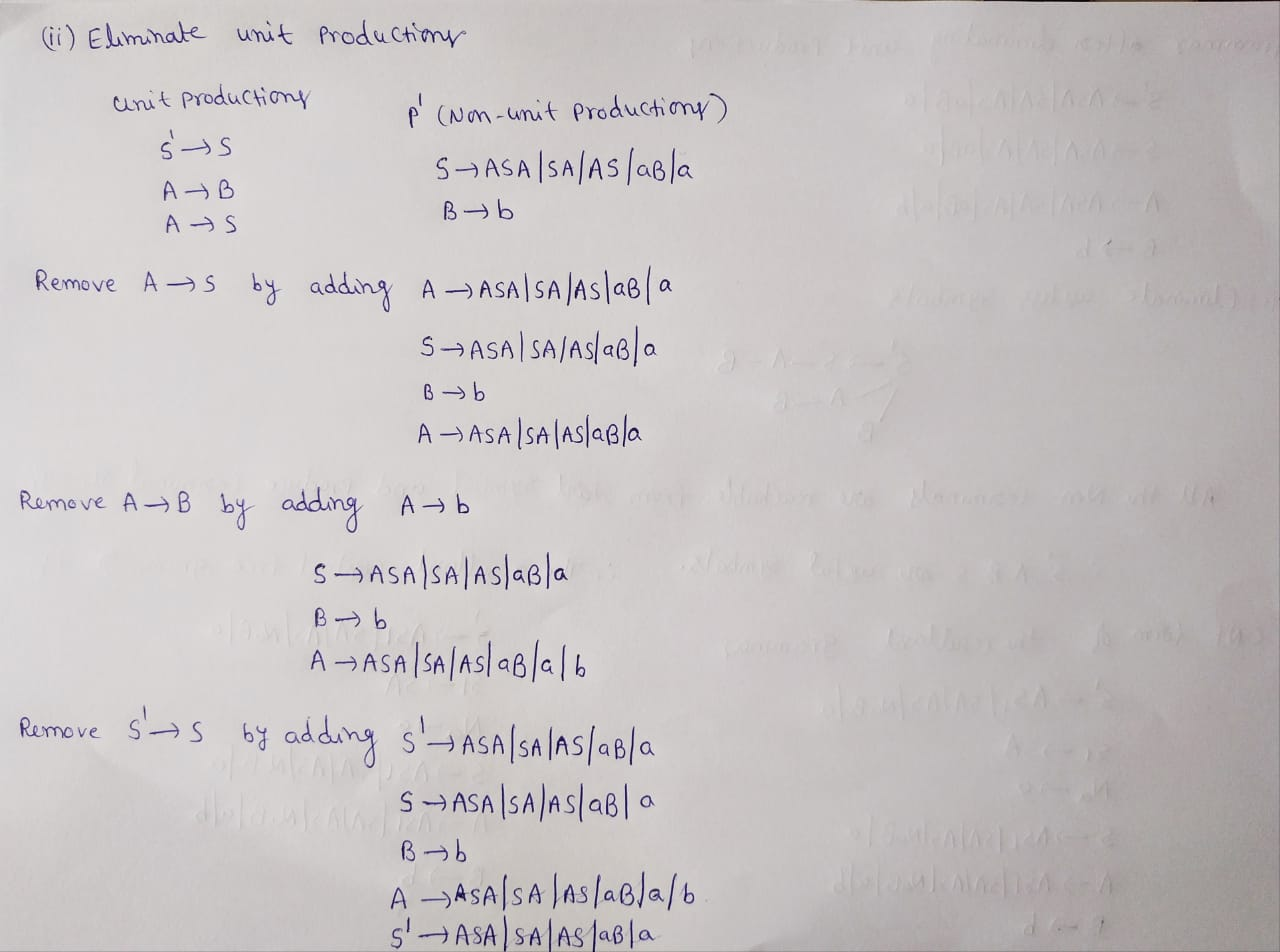 (ii) Eliminate unit productions
unit productions P' (Non-unit productions)
S' → S
S → ASA | SA | AS | aB | a
A → B
B → b
A → S
Remove A → S by adding A → ASA | SA | AS | aB | a
S → ASA | SA | AS | aB | a
B → b
A → ASA | SA | AS | aB | a
Remove A → B by adding A → b
S → ASA | SA | AS | aB | a
B → b
A → ASA | SA | AS | aB | a | b
Remove S' → S by adding S' → ASA | SA | AS | aB | a
S → ASA | SA | AS | aB | a
B → b
A → ASA | SA | AS | aB | a | b
S' → ASA | SA | AS | aB | a